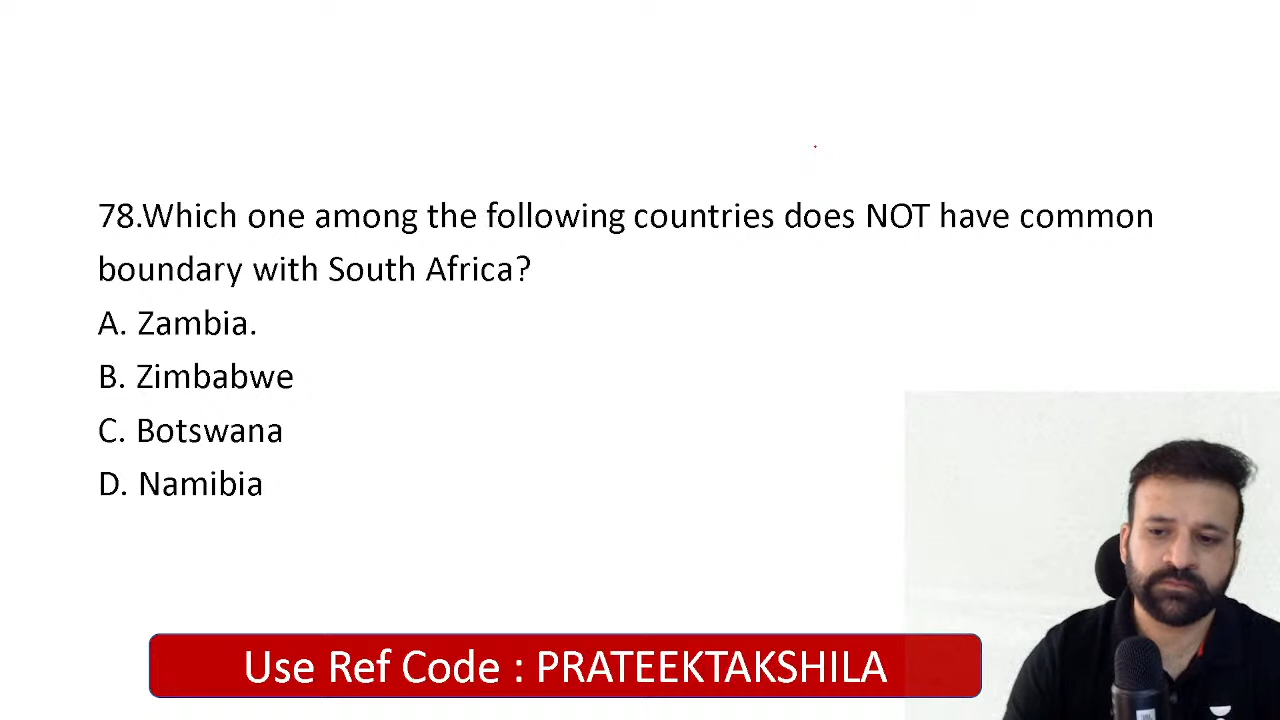 78.Which one among the following countries does NOT have common
boundary with South Africa?
A. Zambia.
B. Zimbabwe
C. Botswana
D. Namibia
Use Ref Code : PRATEEKTAKSHILA